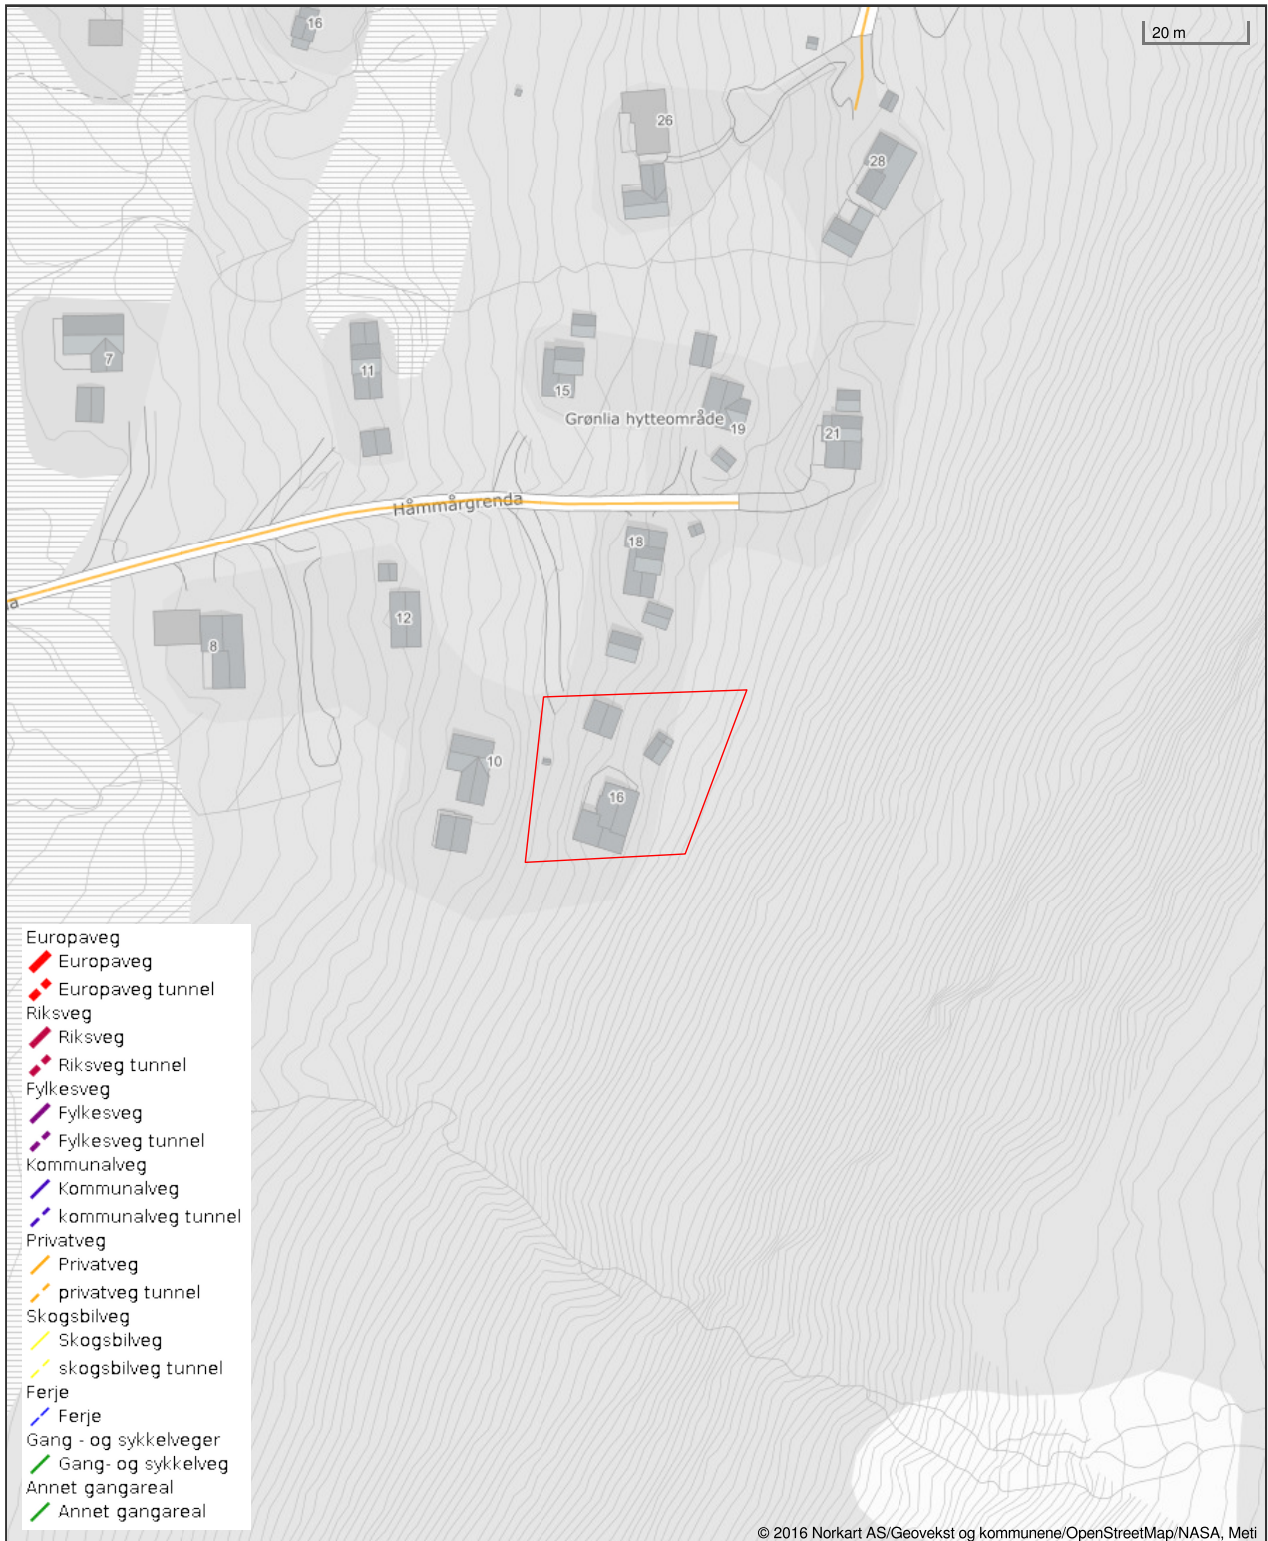 16
20 m
26
28
7
11
15
Grønlia hytteområde
19
21
Håmmårgrenda
18
la
12
8
10
16
Europaveg
Europaveg
Europaveg tunnel
Riksveg
Riksveg
Riksveg tunnel
Fylkesveg
Fylkesveg
Fylkesveg tunnel
Kommunalveg
Kommunalveg
kommunalveg tunnel
Privatveg
Privatveg
privatveg tunnel
Skogsbilveg
Skogsbilveg
skogsbilveg tunnel
Ferje
Ferje
Gang - og sykkelveger
Gang- og sykkelveg
Annet gangareal
Annet gangareal
© 2016 Norkart AS/Geovekst og kommunene/OpenStreetMap/NASA, Meti